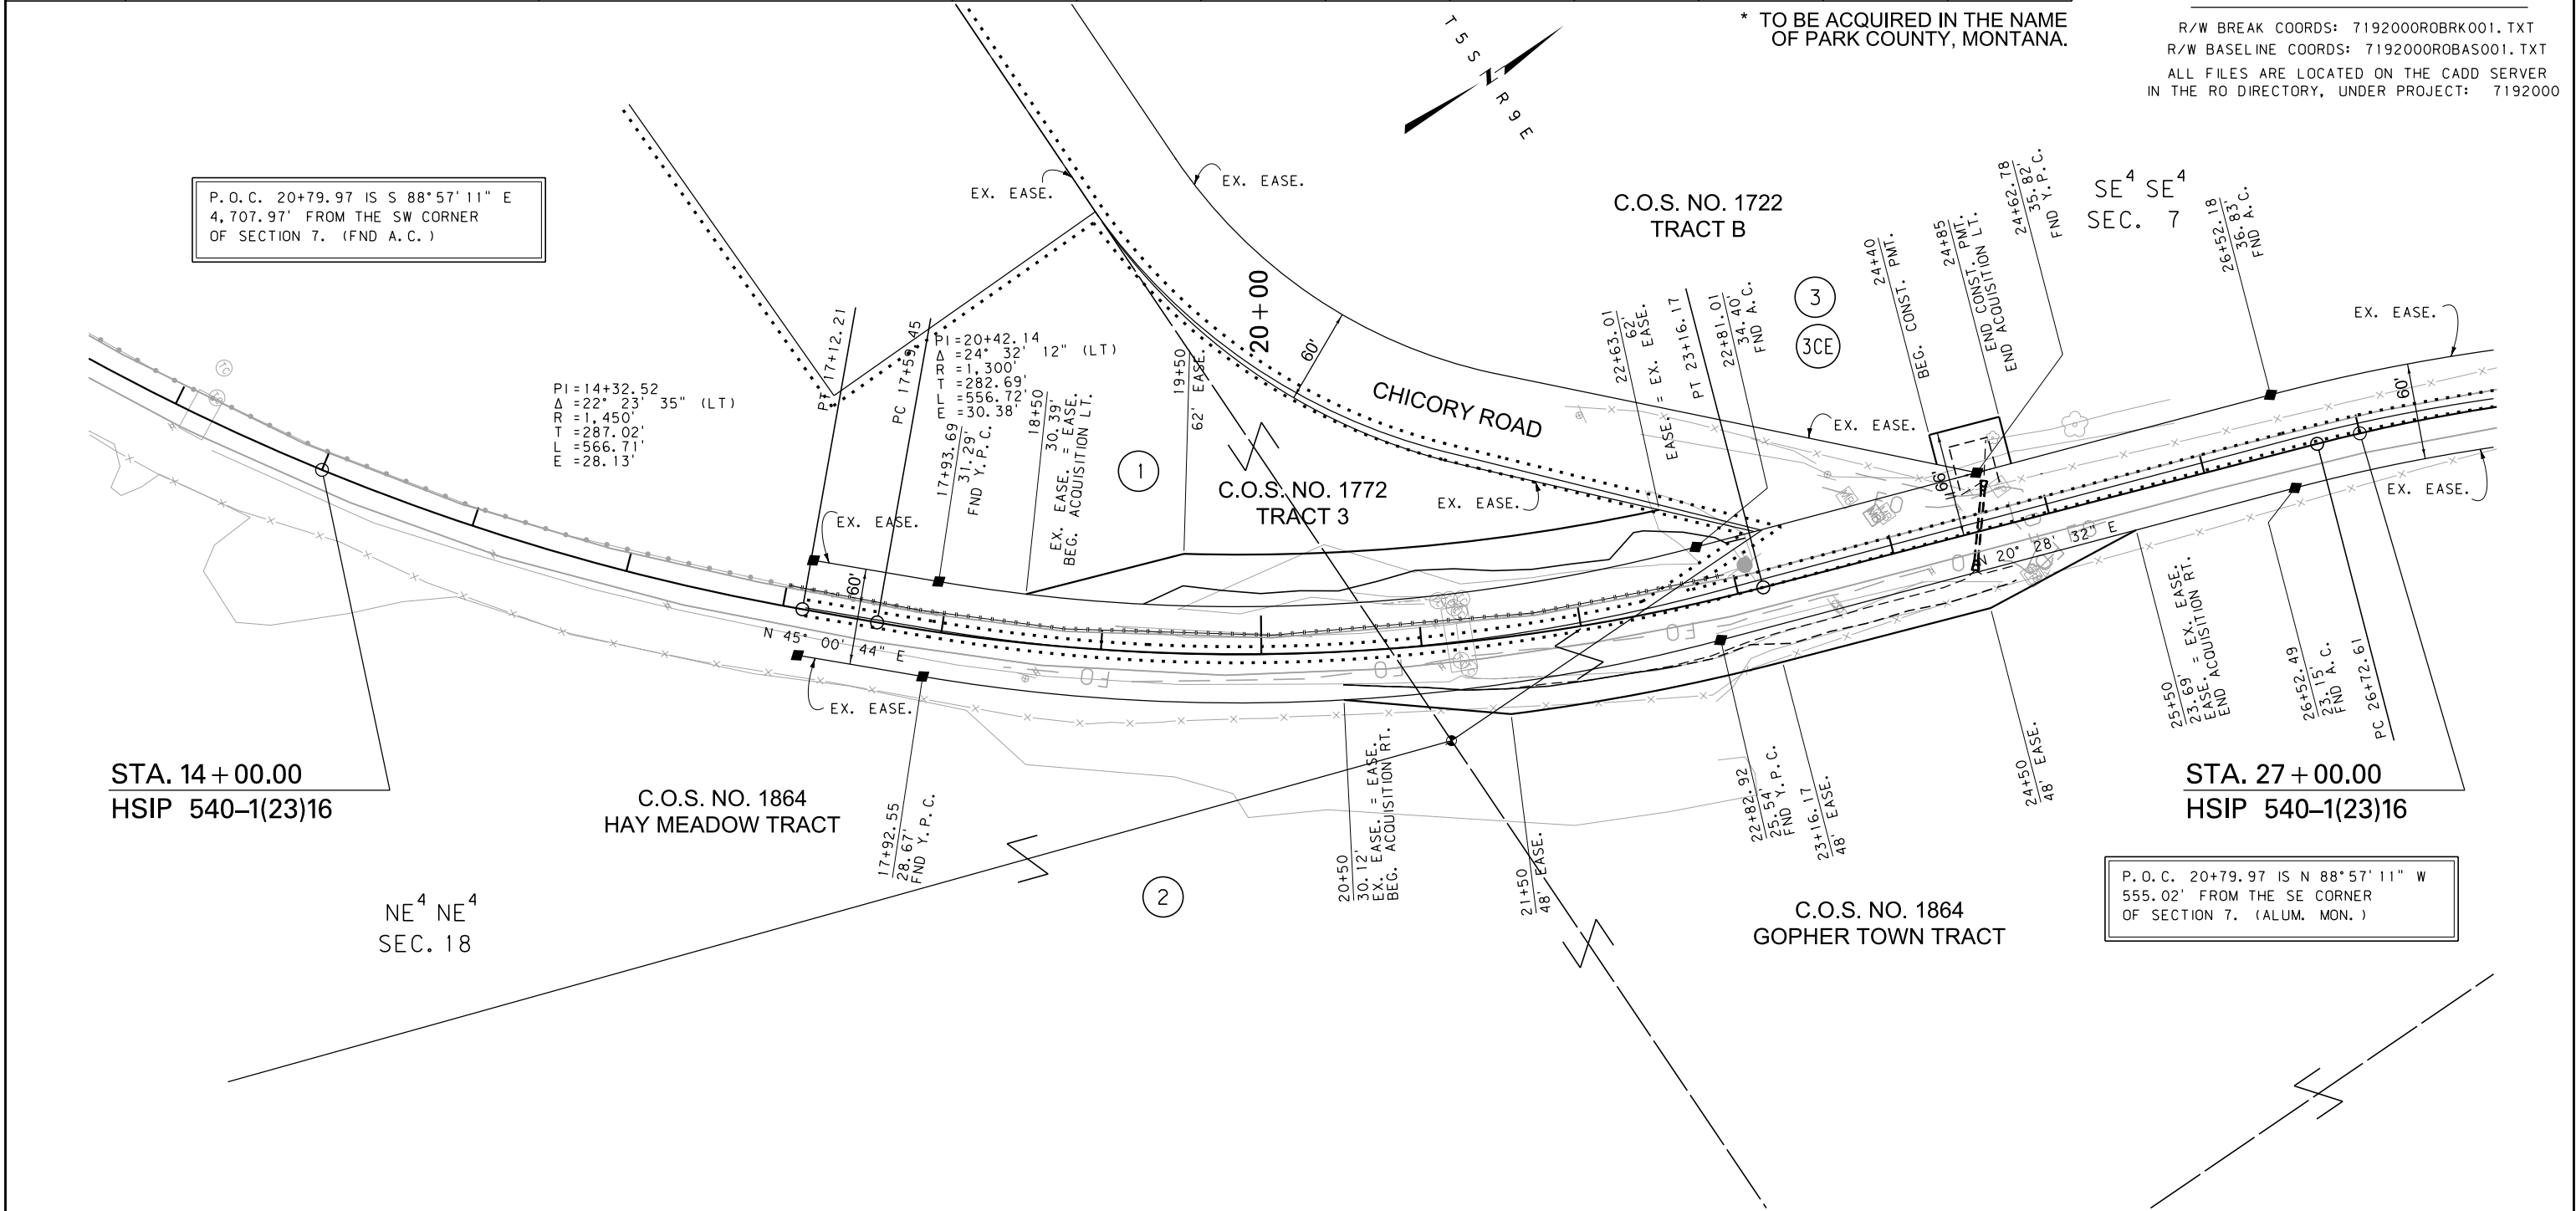 * TO BE ACQUIRED IN THE NAME
OF PARK COUNTY, MONTANA.
R/W BREAK COORDS: 7192000ROBRK001.TXT
R/W BASELINE COORDS: 7192000ROBAS001.TXT
ALL FILES ARE LOCATED ON THE CADD SERVER
IN THE RO DIRECTORY, UNDER PROJECT: 7192000
T 5 S
N
R 9 E
P.O.C. 20+79.97 IS S 88°57'11" E
4,707.97' FROM THE SW CORNER
OF SECTION 7. (FND A.C.)
EX. EASE.
EX. EASE.
C.O.S. NO. 1722
TRACT B
SE⁴ SE⁴
SEC. 7
20+00
60'
CHICORY ROAD
3
3CE
PI=14+32.52
Δ =22° 23' 35" (LT)
R =1,450'
T =287.02'
L =566.71'
E =28.13'
PT 17+12.21
PC 17+59.45
PI=20+42.14
Δ =24° 32' 12" (LT)
R =1,300'
T =282.69'
L =556.72'
E =30.38'
17+93.69
31.29'
FND Y.P.C.
18+50
30.39'
EX. EASE. = EASE.
BEG. ACQUISITION LT.
1
19+50
62' EASE.
C.O.S. NO. 1772
TRACT 3
22+63.01
62'
EASE. = EX. EASE.
PT 23+16.17
22+81.01
34.40'
FND A.C.
24+40
BEG. CONST. PMT.
24+85
END CONST. PMT.
END ACQUISITION LT.
24+62.78
35.82'
FND Y.P.C.
26+52.18
36.83'
FND A.C.
EX. EASE.
EX. EASE.
EX. EASE.
EX. EASE.
EX. EASE.
EX. EASE.
60'
60'
66'
TC
FO
FO
FO
FO
N 45° 00' 44" E
N 20° 28' 32" E
EX. EASE.
STA. 14+00.00
HSIP 540–1(23)16
C.O.S. NO. 1864
HAY MEADOW TRACT
17+92.55
28.67'
FND Y.P.C.
2
20+50
30.12'
EX. EASE. = EASE.
BEG. ACQUISITION RT.
21+50
48' EASE.
22+82.92
25.54'
FND Y.P.C.
23+16.17
48' EASE.
24+50
48' EASE.
25+50
23.69'
EASE. = EX. EASE.
END ACQUISITION RT.
26+52.49
23.15'
FND A.C.
PC 26+72.61
STA. 27+00.00
HSIP 540–1(23)16
NE⁴ NE⁴
SEC. 18
C.O.S. NO. 1864
GOPHER TOWN TRACT
P.O.C. 20+79.97 IS N 88°57'11" W
555.02' FROM THE SE CORNER
OF SECTION 7. (ALUM. MON.)